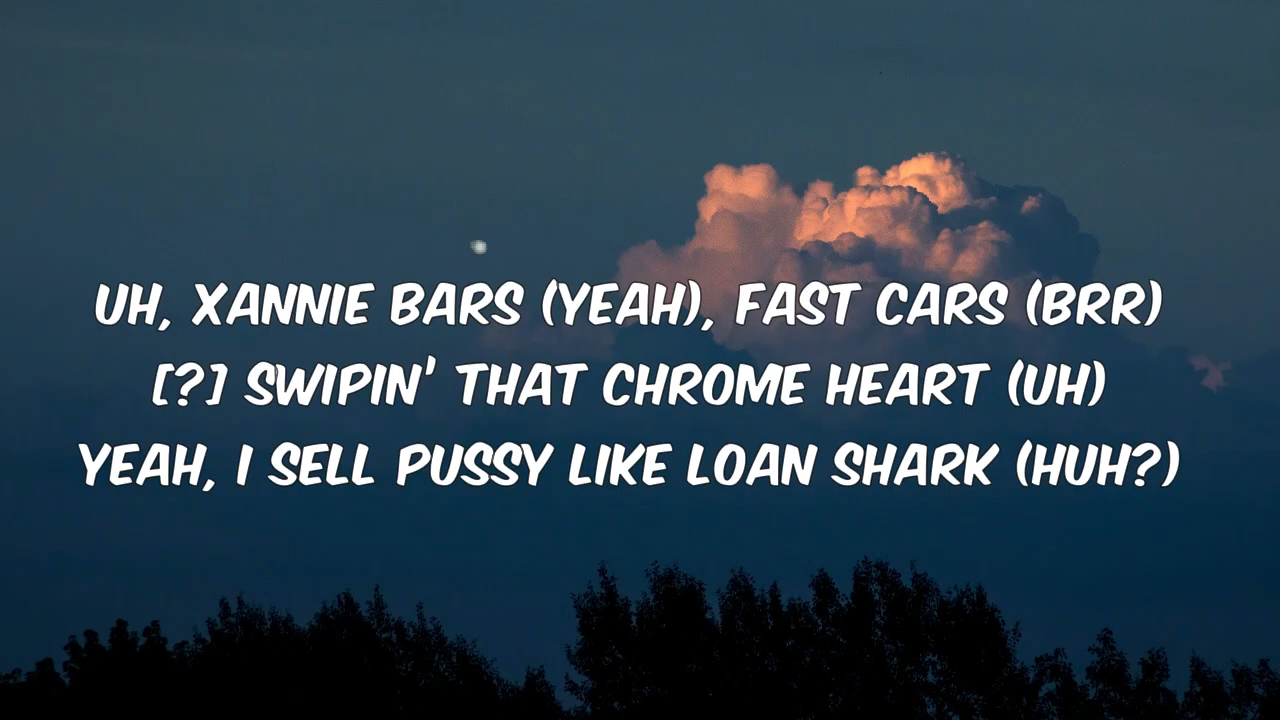 UH, XANNIE BARS (YEAH), FAST CARS (BRR)
[?] SWIPIN' THAT CHROME HEART (UH)
YEAH, I SELL PUSSY LIKE LOAN SHARK (HUH?)